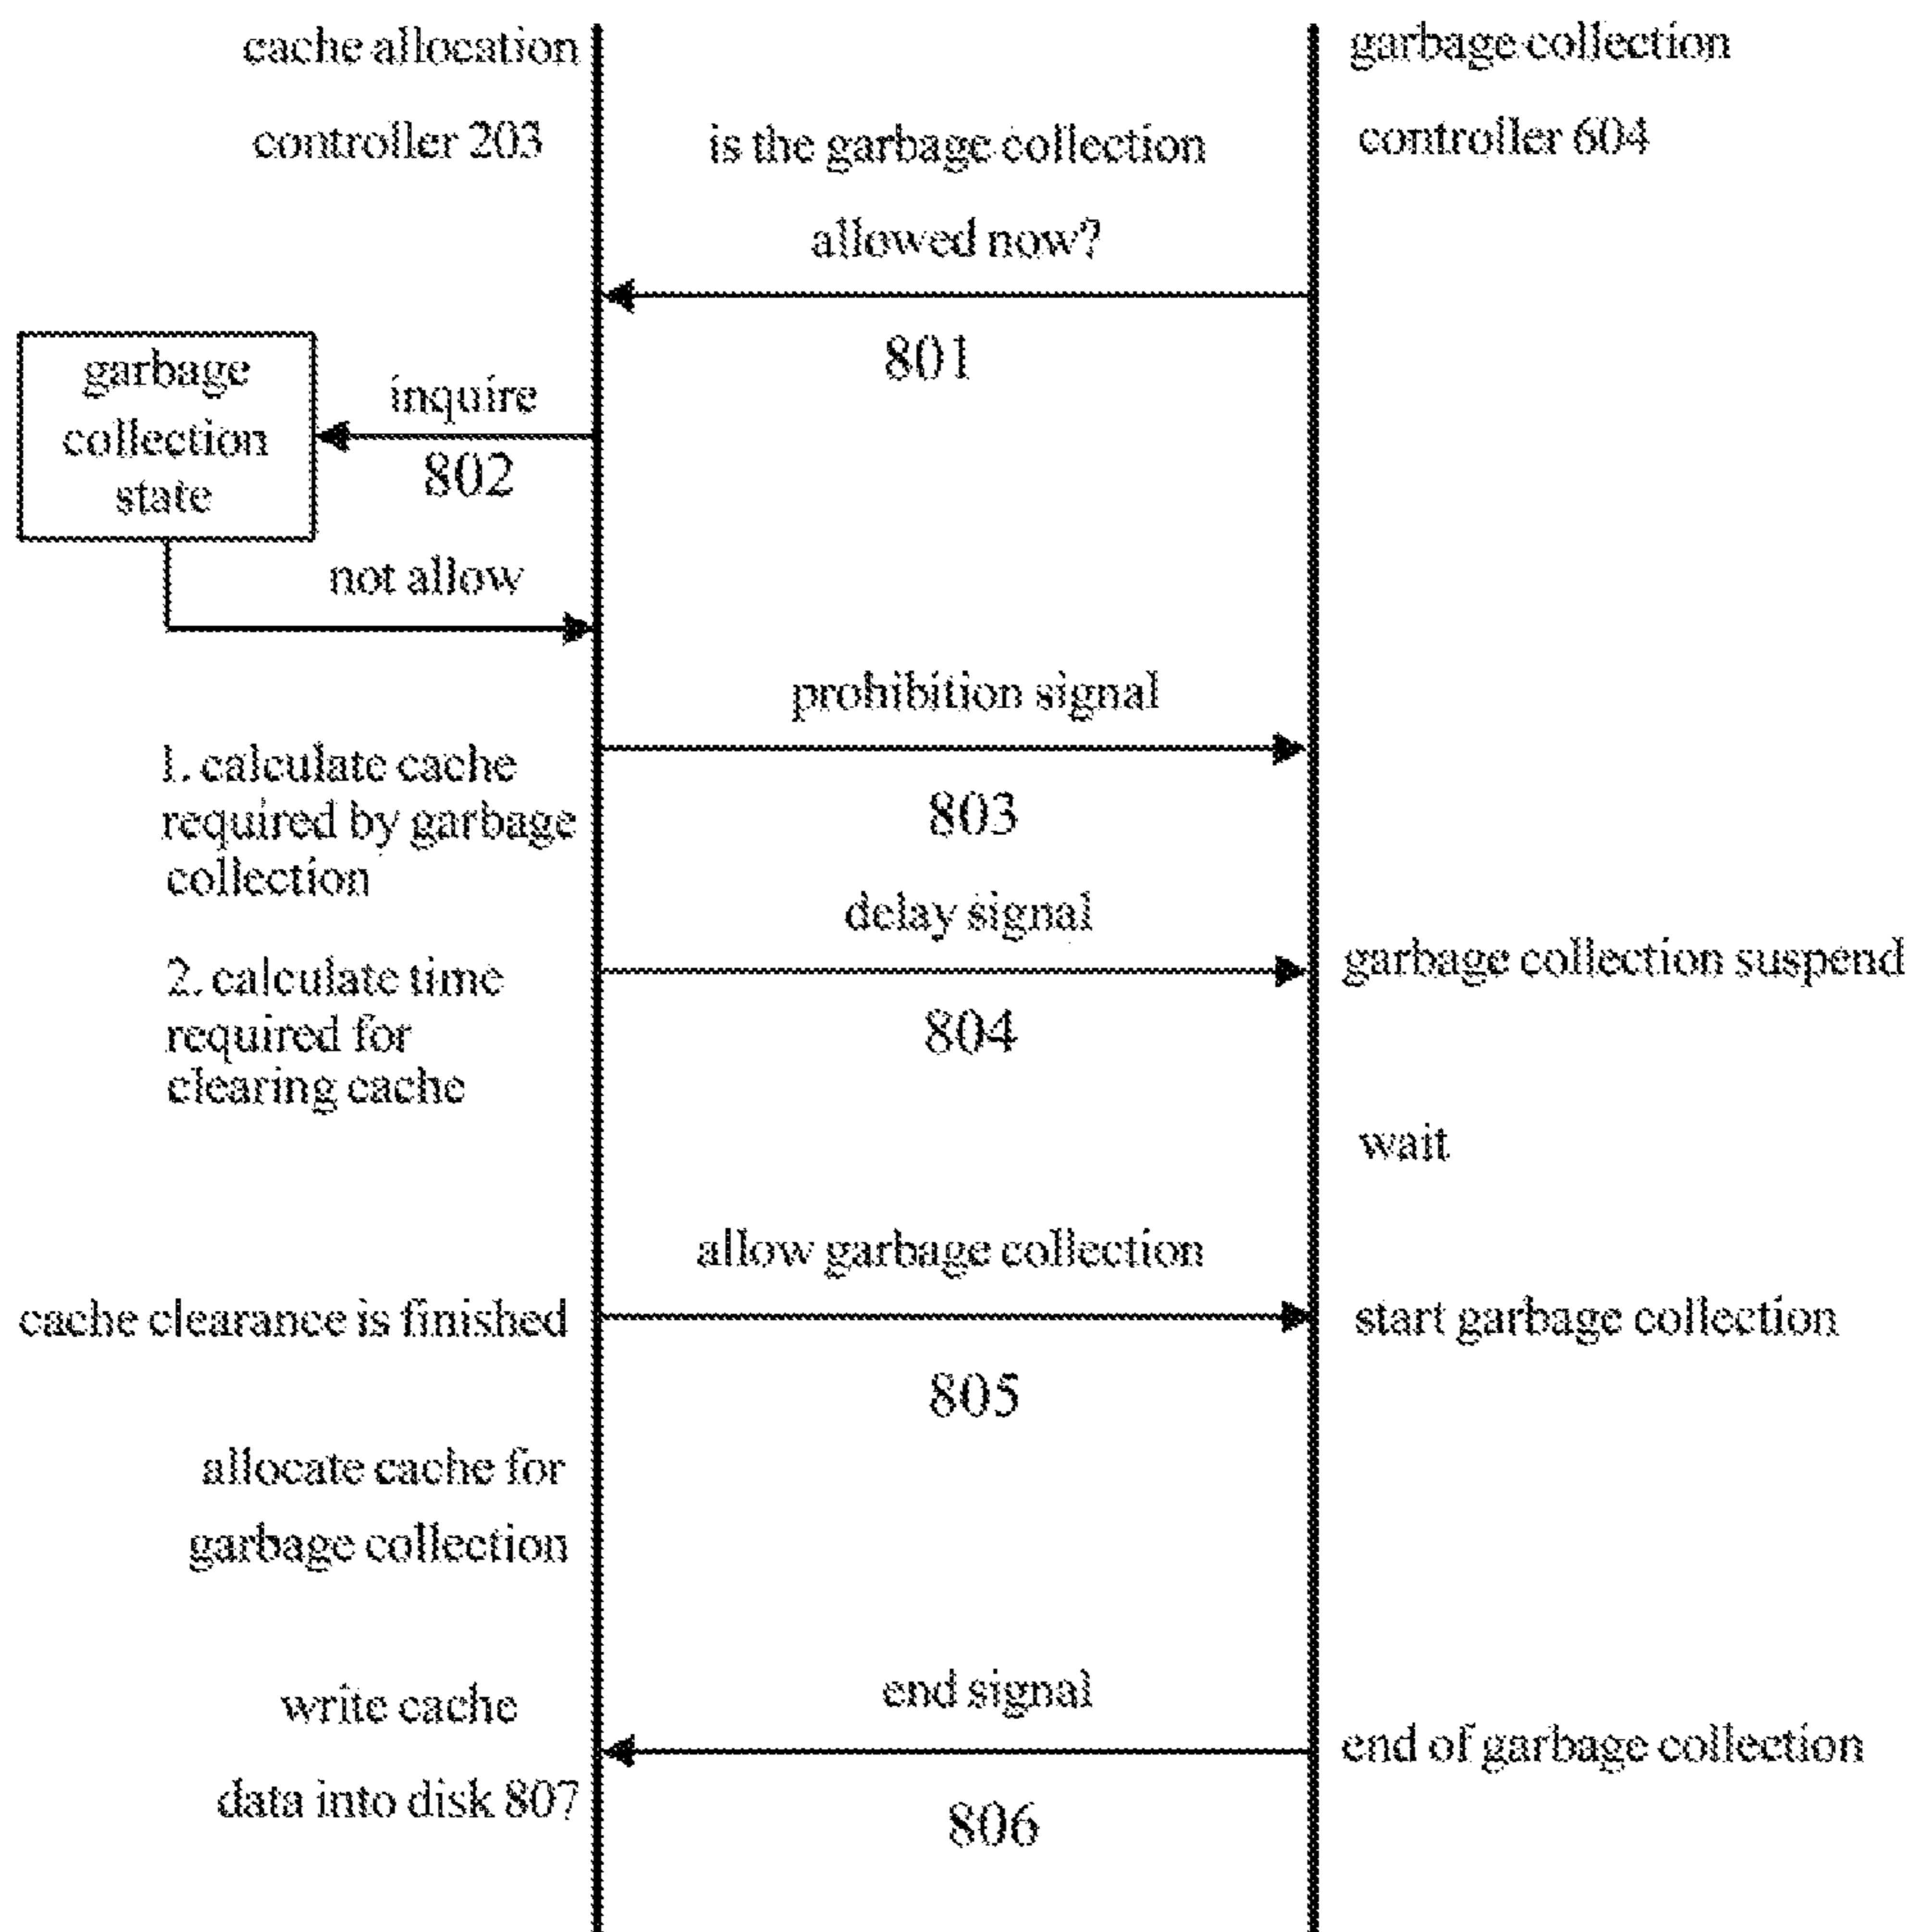 cache allocation
controller 203
garbage collection
controller 604
is the garbage collection
allowed now?
801
garbage
collection
state
inquire
802
not allow
prohibition signal
803
1. calculate cache
required by garbage
collection
delay signal
804
2. calculate time
required for
clearing cache
garbage collection suspend
wait
allow garbage collection
cache clearance is finished
start garbage collection
805
allocate cache for
garbage collection
write cache
data into disk 807
end signal
end of garbage collection
806